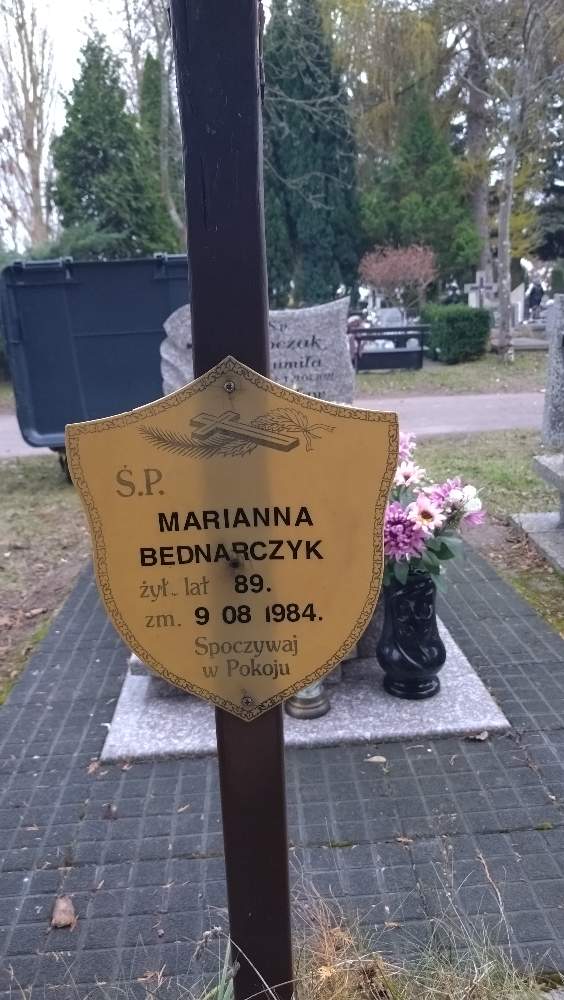 Ś.P.
MARIANNA
BEDNARCZYK
żył.. lat 89.
zm. 9 08 1984.
Spoczywaj
w Pokoju
Ś.P.